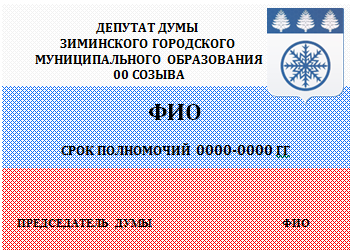 ДЕПУТАТ ДУМЫ
ЗИМИНСКОГО ГОРОДСКОГО
МУНИЦИПАЛЬНОГО ОБРАЗОВАНИЯ
00 СОЗЫВА
ФИО
СРОК ПОЛНОМОЧИЙ 0000-0000 ГГ
ПРЕДСЕДАТЕЛЬ ДУМЫ ФИО